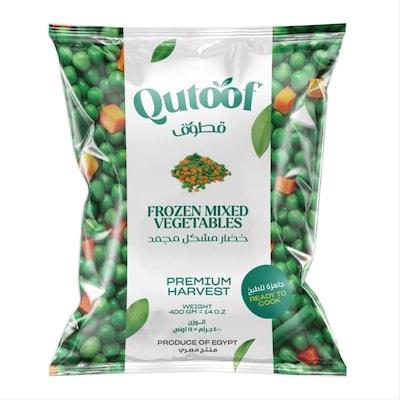 Qutoof
قطوف
FROZEN MIXED
VEGETABLES
خضار مشكل مجمد
PREMIUM
HARVEST
WEIGHT
400 GM = 14 O.Z
الوزن
٤٠٠ جرام = ١٤ اونص
PRODUCE OF EGYPT
منتج مصري
جاهزة للطبخ
READY TO
COOK